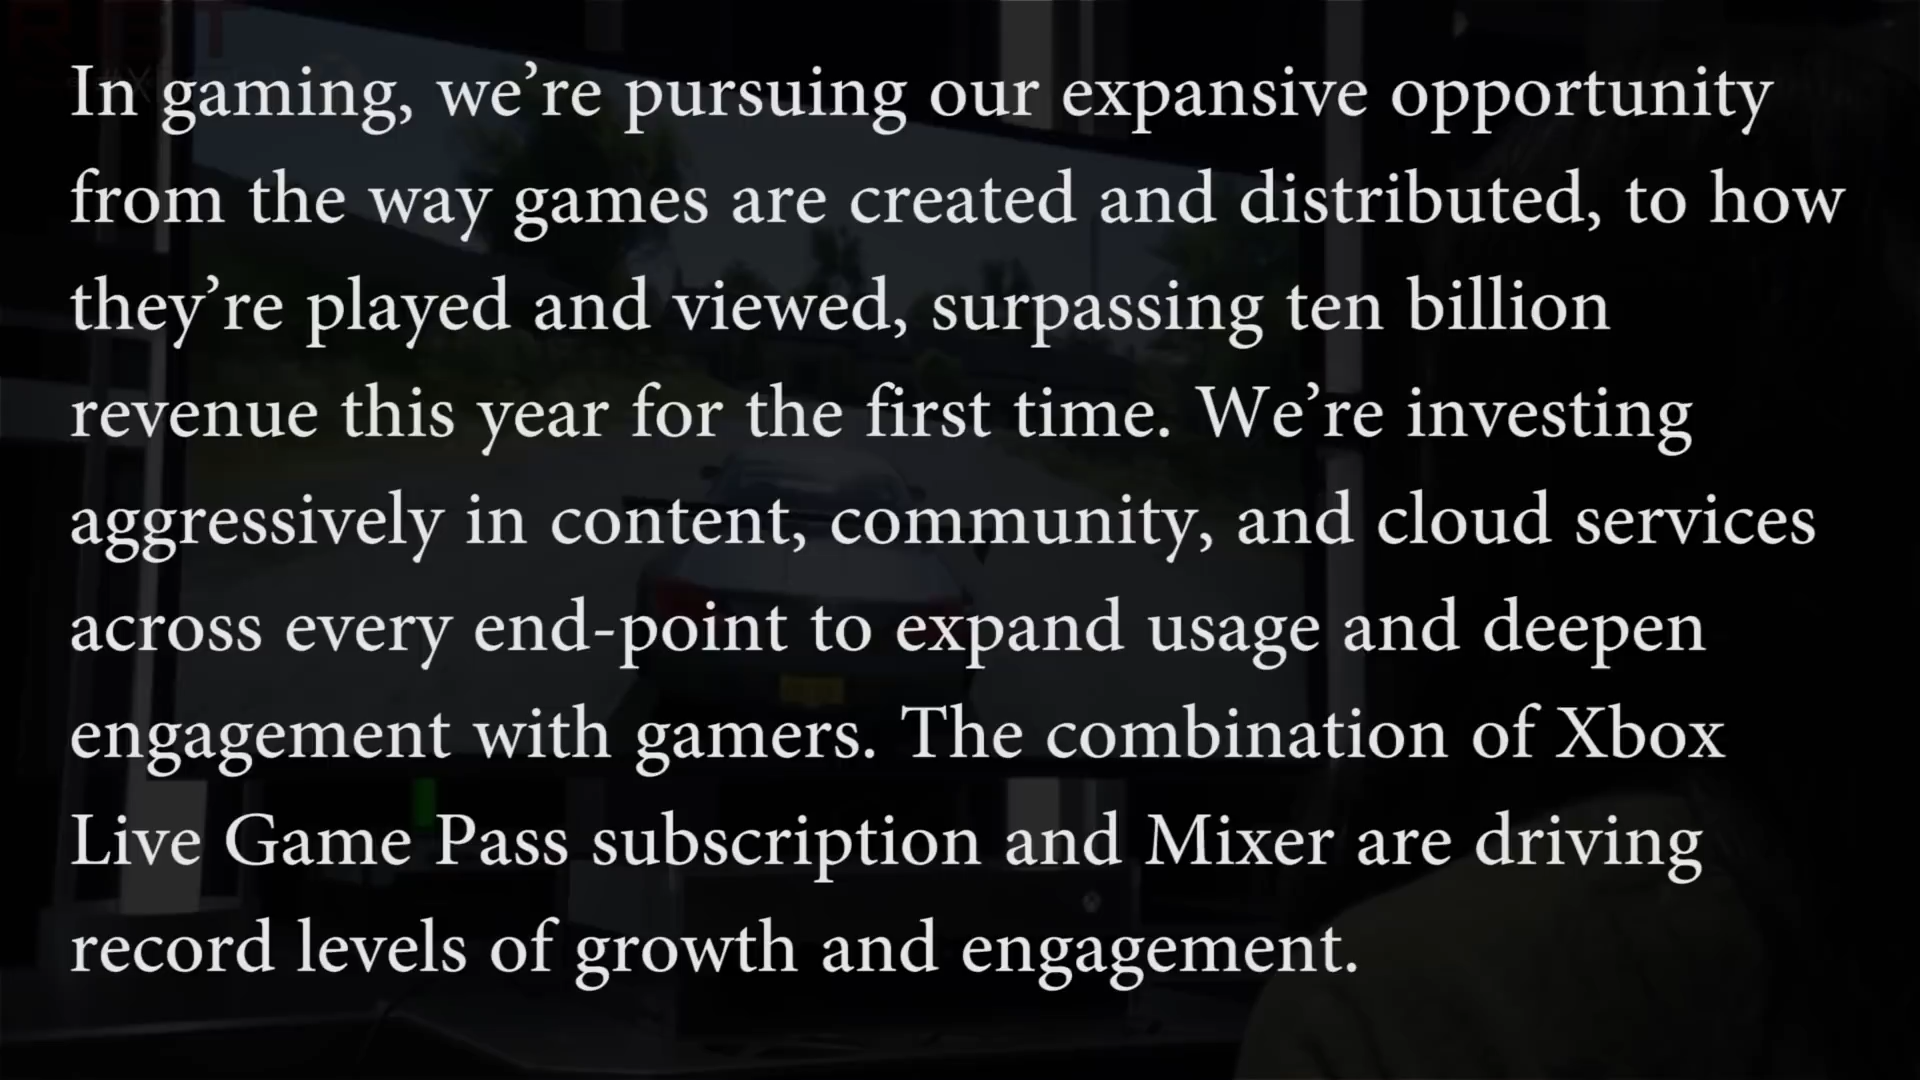 In gaming, we’re pursuing our expansive opportunity
from the way games are created and distributed, to how
they’re played and viewed, surpassing ten billion
revenue this year for the first time. We’re investing
aggressively in content, community, and cloud services
across every end-point to expand usage and deepen
engagement with gamers. The combination of Xbox
Live Game Pass subscription and Mixer are driving
record levels of growth and engagement.